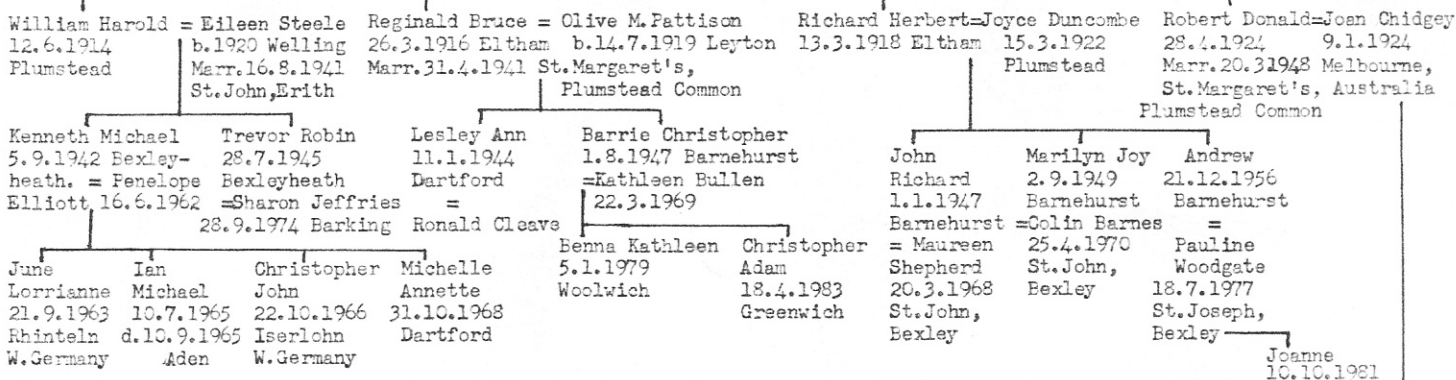 William Harold = Eileen Steele
12.6.1914 b.1920 Welling
Plumstead Marr.16.8.1941
St.John,Erith
Reginald Bruce = Olive M.Pattison
26.3.1916 Eltham b.14.7.1919 Leyton
Marr.31.4.1941 St.Margaret's,
Plumstead Common
Richard Herbert=Joyce Duncombe
13.3.1918 Eltham 15.3.1922
Plumstead
Robert Donald=Joan Chidgey
28.4.1924 9.1.1924
Marr.20.31948 Melbourne,
St.Margaret's, Australia
Plumstead Common
Kenneth Michael
5.9.1942 Bexley-
heath. = Penelope
Elliott 16.6.1962
Trevor Robin
28.7.1945
Bexleyheath
=Sharon Jeffries
28.9.1974 Barking
Lesley Ann
11.1.1944
Dartford
=
Ronald Cleave
Barrie Christopher
1.8.1947 Barnehurst
=Kathleen Bullen
22.3.1969
John
Richard
1.1.1947
Barnehurst
= Maureen
Shepherd
20.3.1968
St.John,
Bexley
Marilyn Joy
2.9.1949
Barnehurst
=Colin Barnes
25.4.1970
St.John,
Bexley
Andrew
21.12.1956
Barnehurst
=
Pauline
Woodgate
18.7.1977
St.Joseph,
Bexley
June
Lorrianne
21.9.1963
Rhinteln
W.Germany
Ian
Michael
10.7.1965
d.10.9.1965
Aden
Christopher
John
22.10.1966
Iserlohn
W.Germany
Michelle
Annette
31.10.1968
Dartford
Benna Kathleen
5.1.1979
Woolwich
Christopher
Adam
18.4.1983
Greenwich
Joanne
10.10.1981